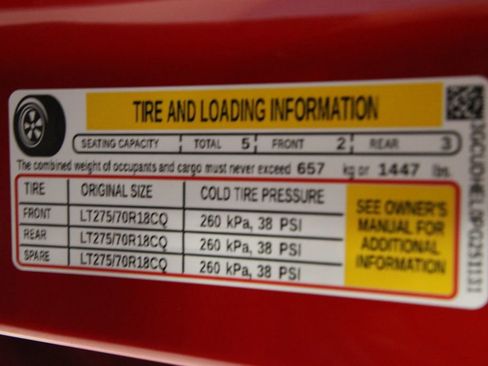 TIRE AND LOADING INFORMATION
SEATING CAPACITY TOTAL 5 FRONT 2 REAR 3
The combined weight of occupants and cargo must never exceed 657 kg or 1447 lbs.
TIRE ORIGINAL SIZE COLD TIRE PRESSURE
FRONT LT275/70R18CQ 260 kPa, 38 PSI
REAR LT275/70R18CQ 260 kPa, 38 PSI
SPARE LT275/70R18CQ 260 kPa, 38 PSI
SEE OWNER'S
MANUAL FOR
ADDITIONAL
INFORMATION